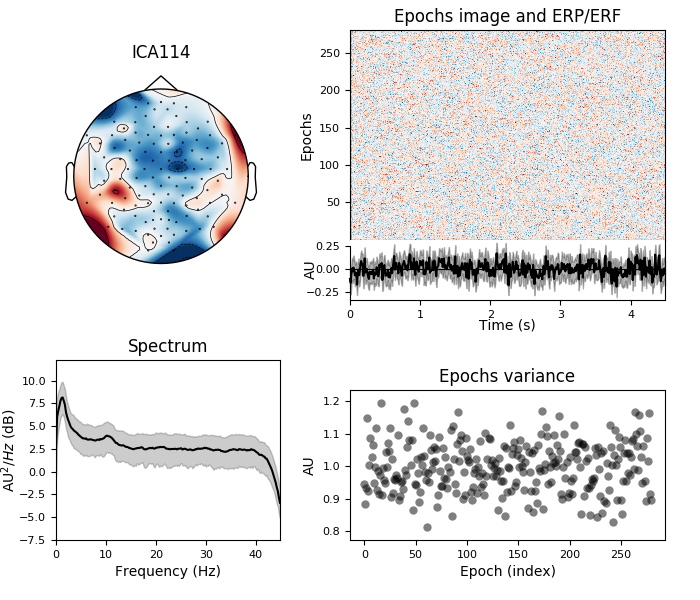 ICA114
Epochs image and ERP/ERF
Epochs
250
200
150
100
50
AU
0.25
0.00
−0.25
0 1 2 3 4
Time (s)
Spectrum
AU²/Hz (dB)
10.0
7.5
5.0
2.5
0.0
−2.5
−5.0
−7.5
0 10 20 30 40
Frequency (Hz)
Epochs variance
AU
1.2
1.1
1.0
0.9
0.8
0 50 100 150 200 250
Epoch (index)